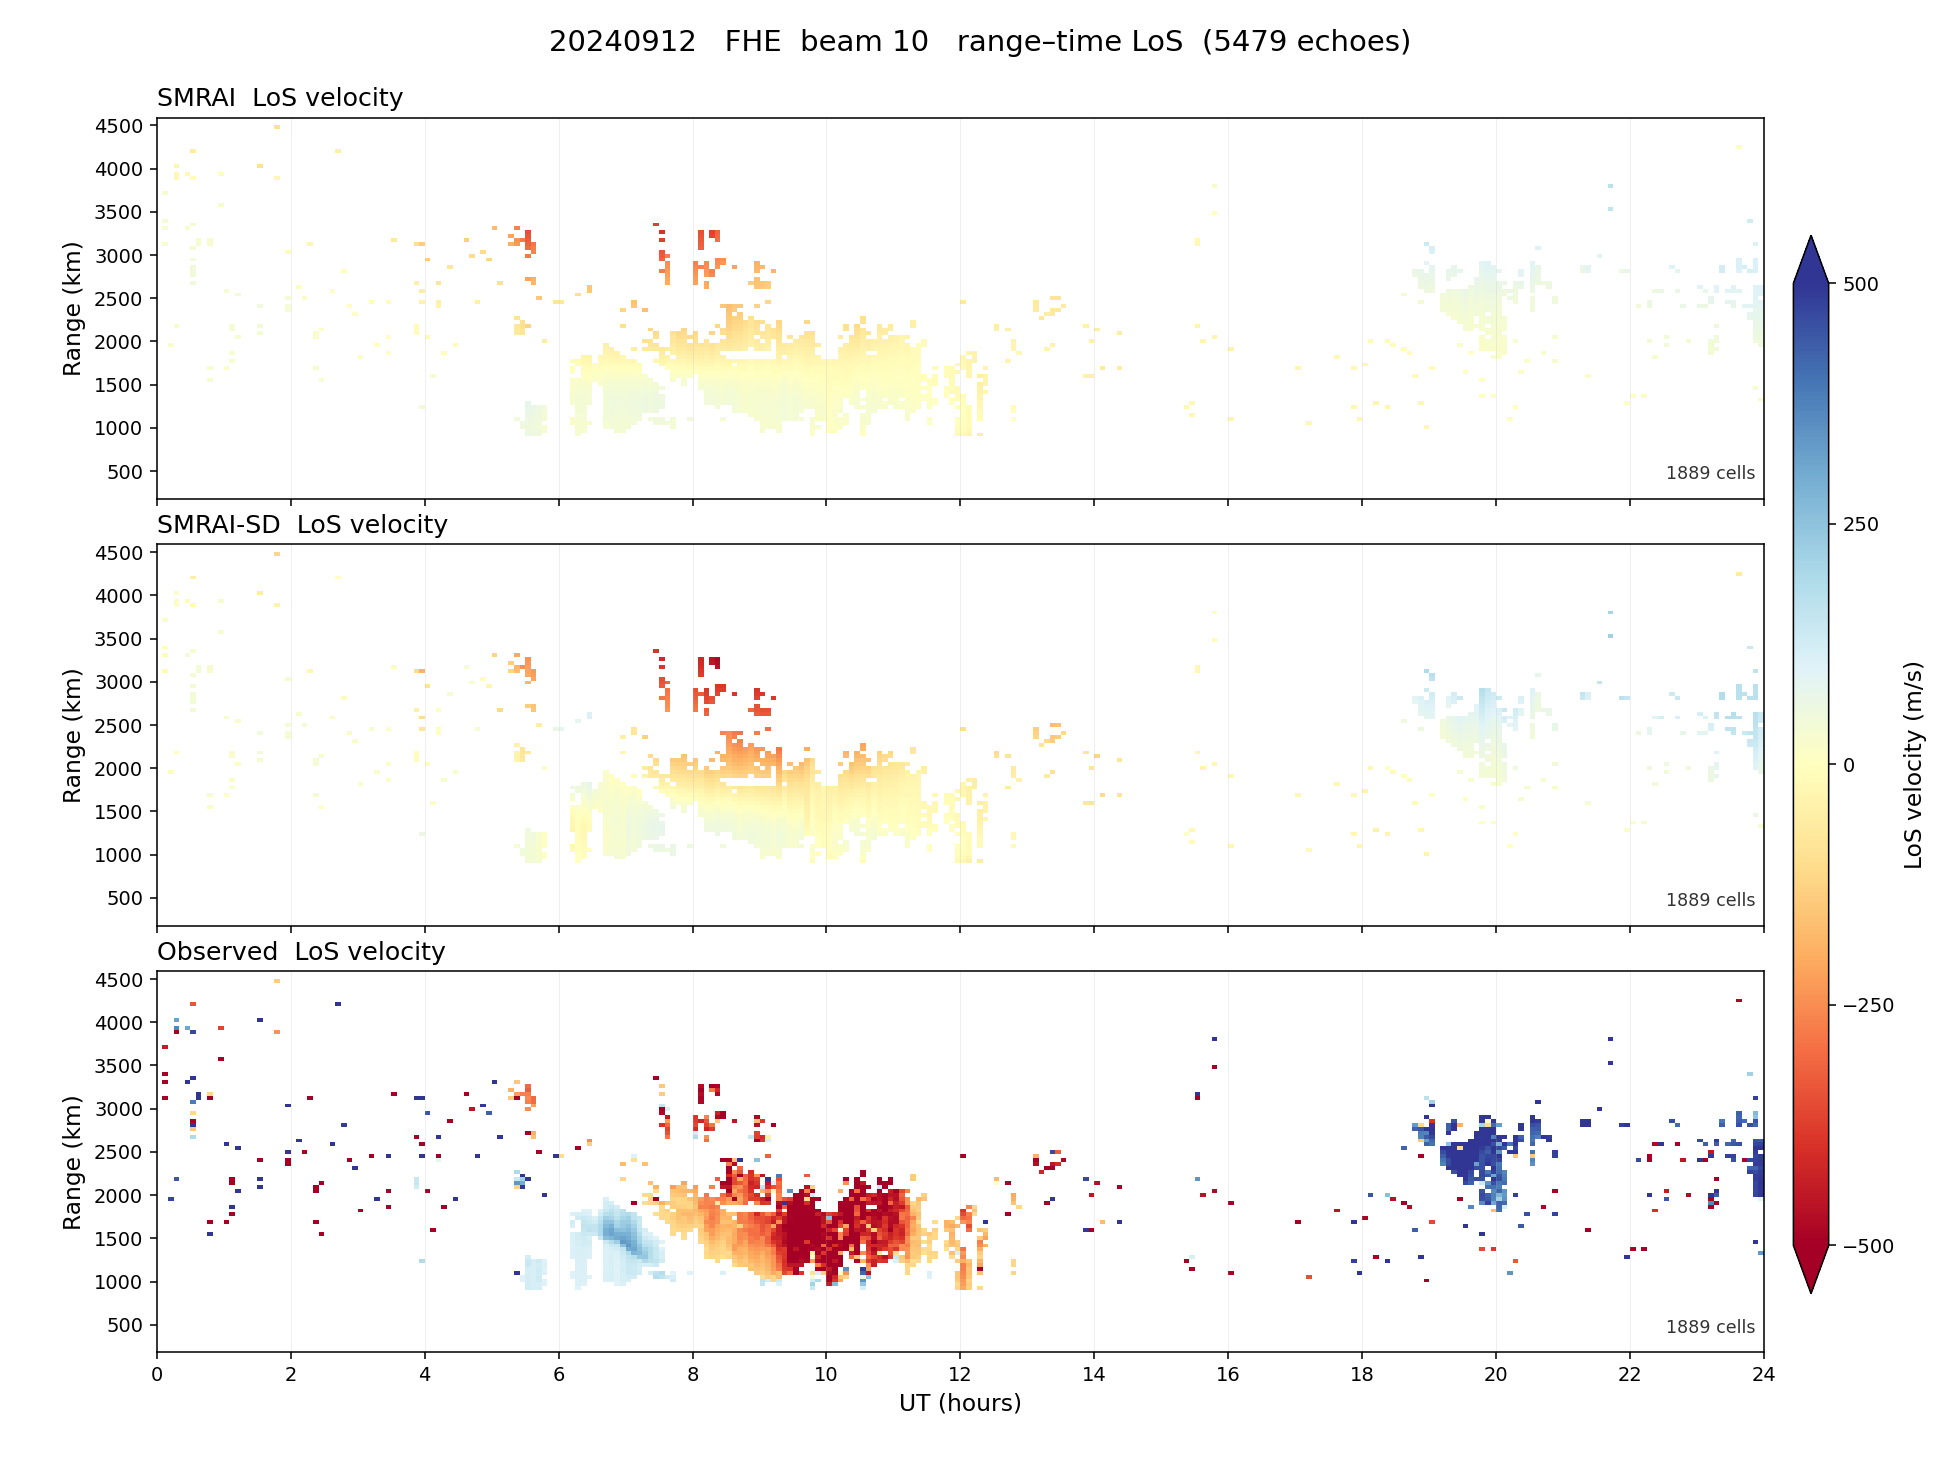 20240912   FHE  beam 10   range–time LoS  (5479 echoes)
SMRAI  LoS velocity
4500
4000
3500
3000
2500
2000
1500
1000
500
Range (km)
1889 cells
SMRAI-SD  LoS velocity
4500
4000
3500
3000
2500
2000
1500
1000
500
Range (km)
1889 cells
Observed  LoS velocity
4500
4000
3500
3000
2500
2000
1500
1000
500
Range (km)
1889 cells
0 2 4 6 8 10 12 14 16 18 20 22 24
UT (hours)
500
250
0
−250
−500
LoS velocity (m/s)